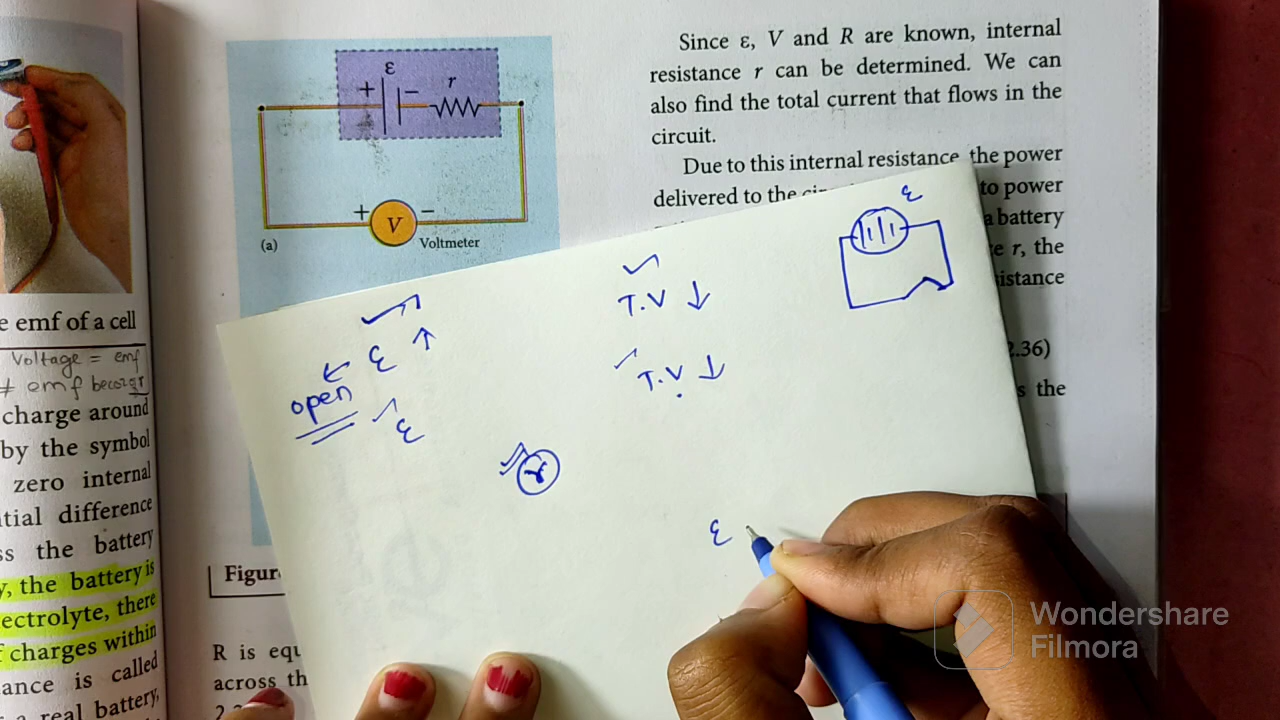 Since ε, V and R are known, internal
resistance r can be determined. We can
also find the total current that flows in the
circuit.
Due to this internal resistance, the power
delivered to the to power
a battery
r, the
sistance
2.36)
s the
ε
+ − r
+ V −
(a) Voltmeter
e emf of a cell
Voltage = emf
≠ emf
charge around
by the symbol
zero internal
tial difference
ss the battery
y, the battery is
ectrolyte, there
f charges within
ance is called
a real battery,
Figur
R is equ
across th
ε
T.V ↓
ε ↑
T.V ↓
open
ε
r
ε
Wondershare
Filmora